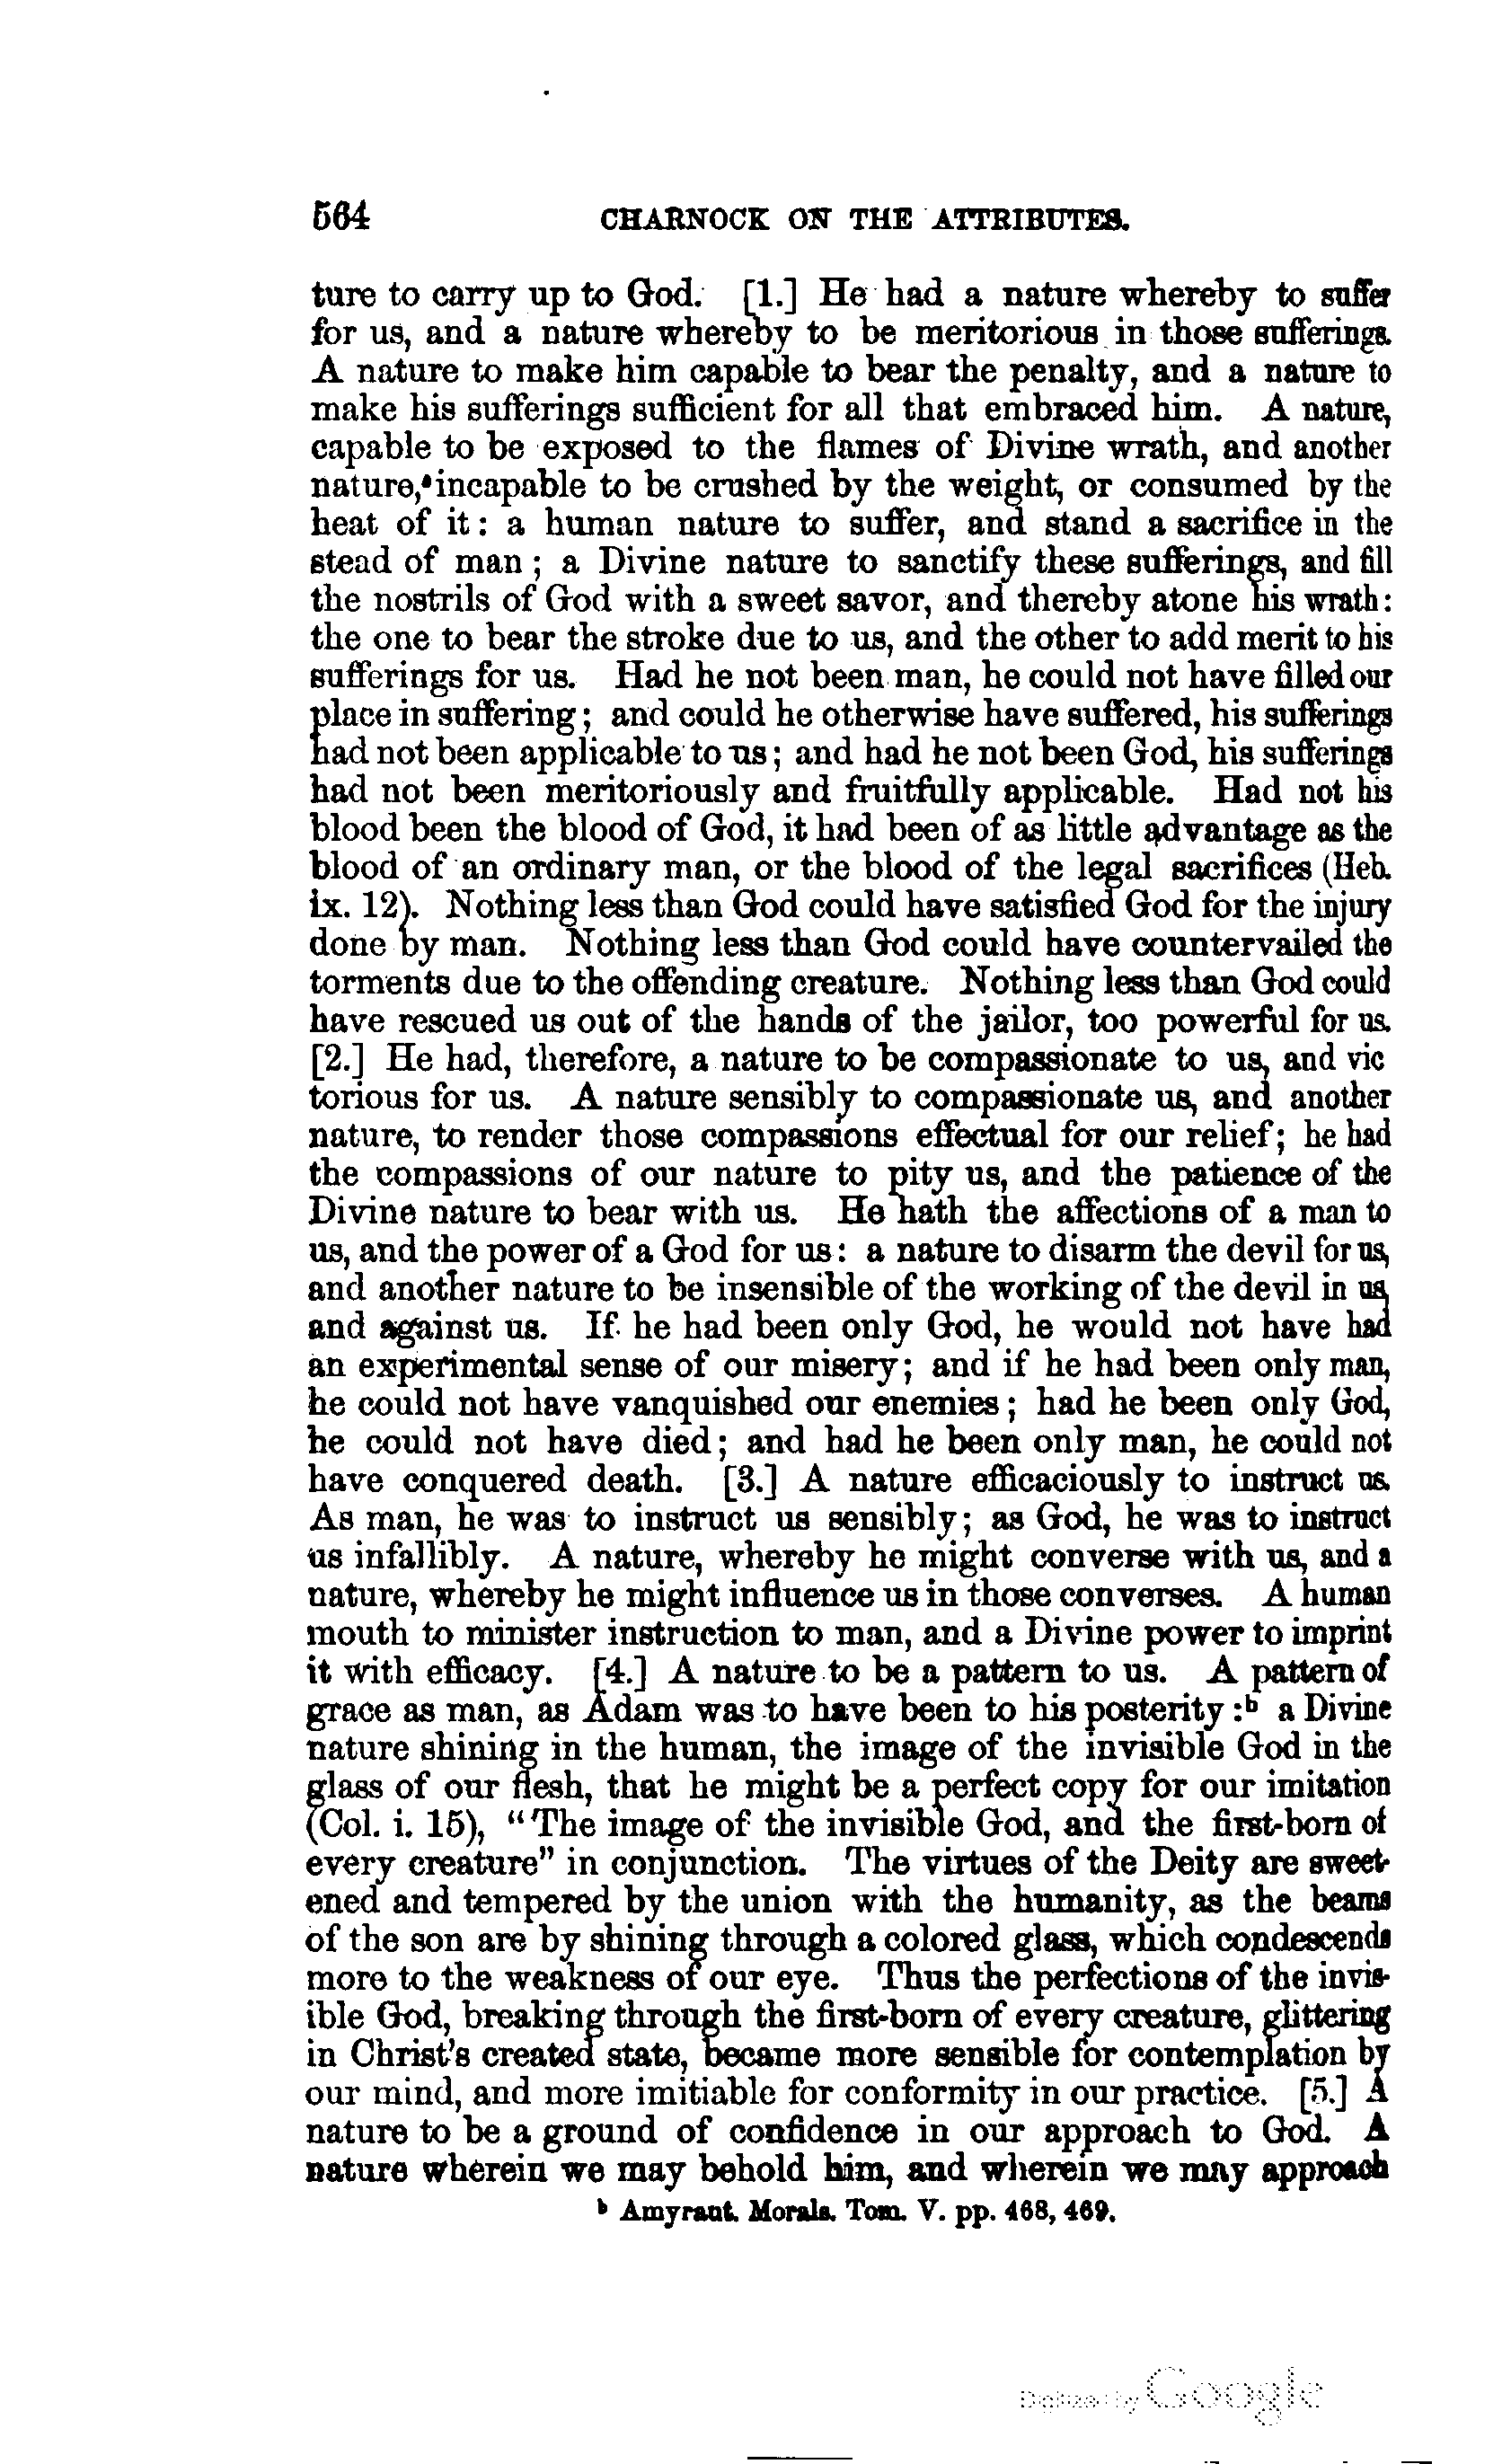 564 CHARNOCK ON THE ATTRIBUTES.
ture to carry up to God. [1.] He had a nature whereby to suffer
for us, and a nature whereby to be meritorious in those sufferings.
A nature to make him capable to bear the penalty, and a nature to
make his sufferings sufficient for all that embraced him. A nature,
capable to be exposed to the flames of Divine wrath, and another
nature, incapable to be crushed by the weight, or consumed by the
heat of it: a human nature to suffer, and stand a sacrifice in the
stead of man; a Divine nature to sanctify these sufferings, and fill
the nostrils of God with a sweet savor, and thereby atone his wrath:
the one to bear the stroke due to us, and the other to add merit to his
sufferings for us. Had he not been man, he could not have filled our
place in suffering; and could he otherwise have suffered, his sufferings
had not been applicable to us; and had he not been God, his sufferings
had not been meritoriously and fruitfully applicable. Had not his
blood been the blood of God, it had been of as little advantage as the
blood of an ordinary man, or the blood of the legal sacrifices (Heb.
ix. 12). Nothing less than God could have satisfied God for the injury
done by man. Nothing less than God could have countervailed the
torments due to the offending creature. Nothing less than God could
have rescued us out of the hands of the jailor, too powerful for us.
[2.] He had, therefore, a nature to be compassionate to us, and vic
torious for us. A nature sensibly to compassionate us, and another
nature, to render those compassions effectual for our relief; he had
the compassions of our nature to pity us, and the patience of the
Divine nature to bear with us. He hath the affections of a man to
us, and the power of a God for us: a nature to disarm the devil for us,
and another nature to be insensible of the working of the devil in us
and against us. If he had been only God, he would not have had
an experimental sense of our misery; and if he had been only man,
he could not have vanquished our enemies; had he been only God,
he could not have died; and had he been only man, he could not
have conquered death. [3.] A nature efficaciously to instruct us.
As man, he was to instruct us sensibly; as God, he was to instruct
us infallibly. A nature, whereby he might converse with us, and a
nature, whereby he might influence us in those converses. A human
mouth to minister instruction to man, and a Divine power to imprint
it with efficacy. [4.] A nature to be a pattern to us. A pattern of
grace as man, as Adam was to have been to his posterity:b a Divine
nature shining in the human, the image of the invisible God in the
glass of our flesh, that he might be a perfect copy for our imitation
(Col. i. 15), "The image of the invisible God, and the first-born of
every creature" in conjunction. The virtues of the Deity are sweet-
ened and tempered by the union with the humanity, as the beams
of the son are by shining through a colored glass, which condescends
more to the weakness of our eye. Thus the perfections of the invis-
ible God, breaking through the first-born of every creature, glittering
in Christ's created state, became more sensible for contemplation by
our mind, and more imitiable for conformity in our practice. [5.] A
nature to be a ground of confidence in our approach to God. A
nature wherein we may behold him, and wherein we may approach
b Amyraut. Morals. Tom. V. pp. 468, 469.
Digitized by Google